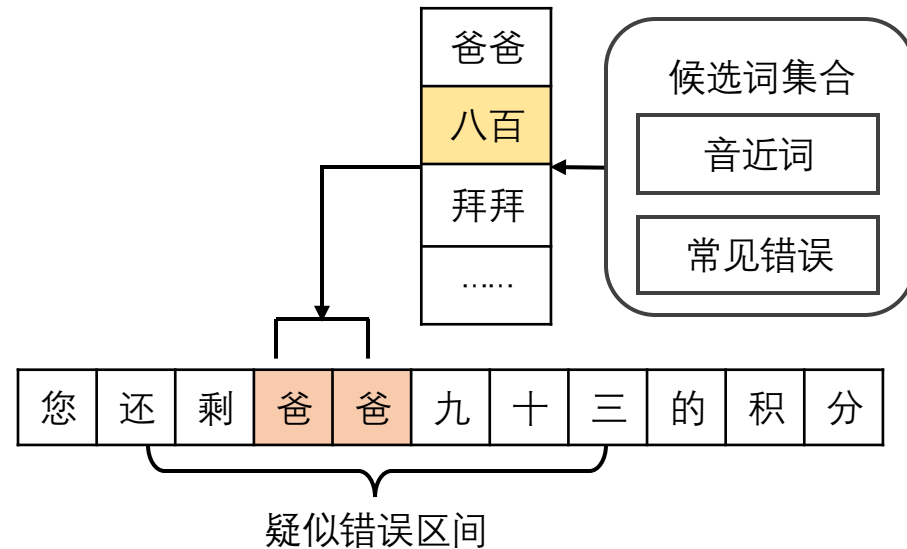 爸爸
八百
拜拜
……
候选词集合
音近词
常见错误
您还剩爸爸九十三的积分
疑似错误区间